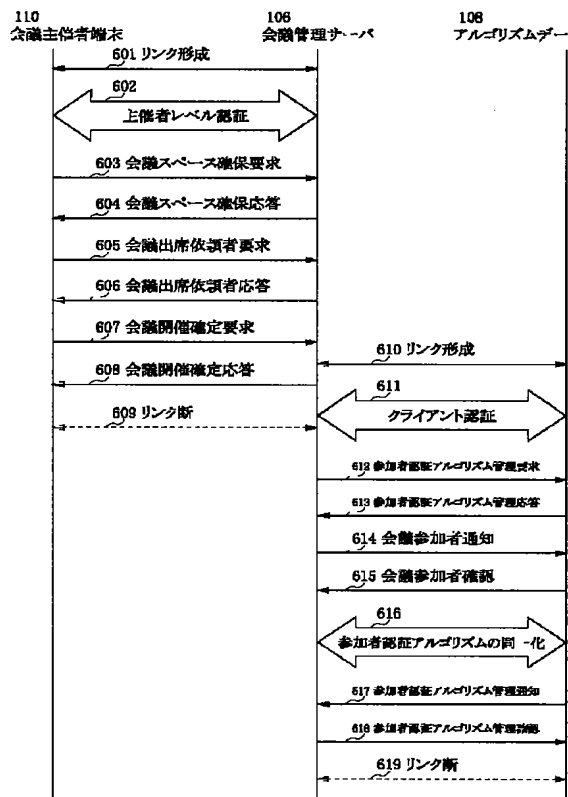 110 106 108
会議主催者端末 会議管理サーバ アルゴリズムデー
601 リンク形成
602
主催者レベル認証
603 会議スペース確保要求
604 会議スペース確保応答
605 会議出席依頼者要求
606 会議出席依頼者応答
607 会議開催確定要求
610 リンク形成
608 会議開催確定応答
611
クライアント認証
609 リンク断
612 参加者認証アルゴリズム管理要求
613 参加者認証アルゴリズム管理応答
614 会議参加者通知
615 会議参加者確認
616
参加者認証アルゴリズムの同一化
617 参加者認証アルゴリズム管理通知
618 参加者認証アルゴリズム管理
619 リンク断